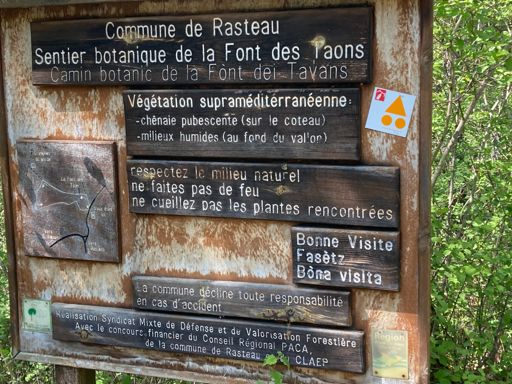 Commune de Rasteau
Sentier botanique de la Font des Taons
Camin botanic de la Font dei Tavans
Végétation supraméditerranéenne:
-chênaie pubescente (sur le coteau)
-milieux humides (au fond du val'on)
respectez le milieu naturel
ne faites pas de feu
ne cueillez pas les plantes rencontrées
Bonne Visite
Fasètz
Bòna visita
La commune décline toute responsabilité
en cas d'accident
Réalisation Syndicat Mixte de Défense et de Valorisation Forestière
Avec le concours financier du Conseil Régional PACA,
de la commune de Rasteau CLAEP
Région